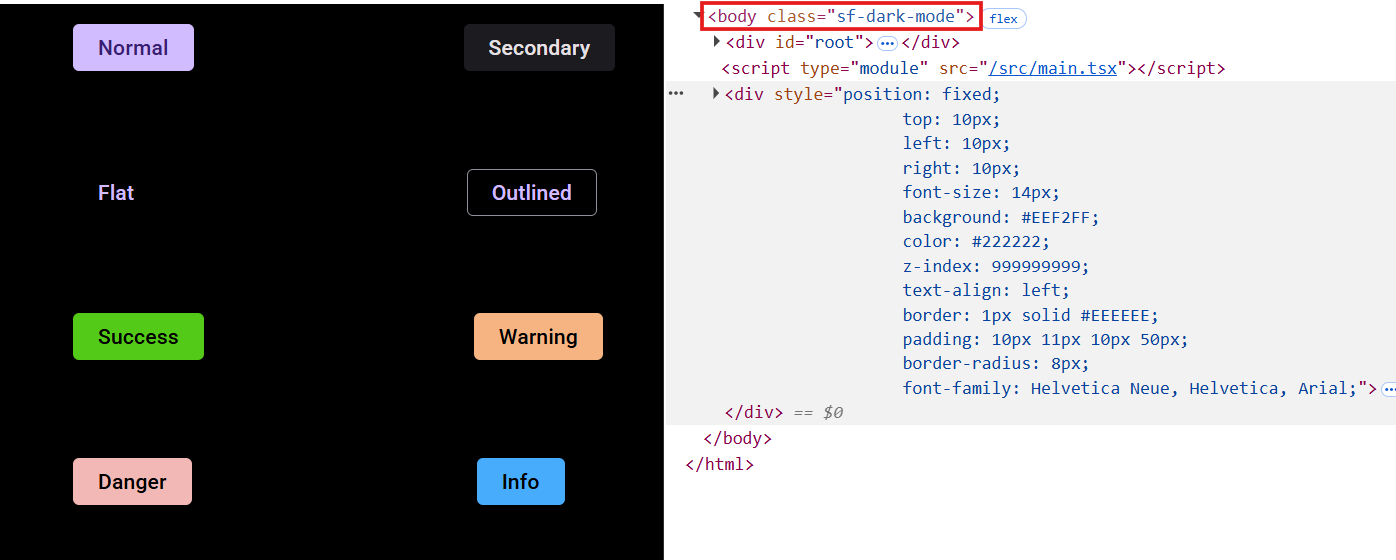 Normal
Secondary
Flat
Outlined
Success
Warning
Danger
Info
<body class="sf-dark-mode"> flex
<div id="root"> ⋯ </div>
<script type="module" src="/src/main.tsx"></script>
<div style="position: fixed;
top: 10px;
left: 10px;
right: 10px;
font-size: 14px;
background: #EEF2FF;
color: #222222;
z-index: 999999999;
text-align: left;
border: 1px solid #EEEEEE;
padding: 10px 11px 10px 50px;
border-radius: 8px;
font-family: Helvetica Neue, Helvetica, Arial;"> ⋯
</div> == $0
</body>
</html>